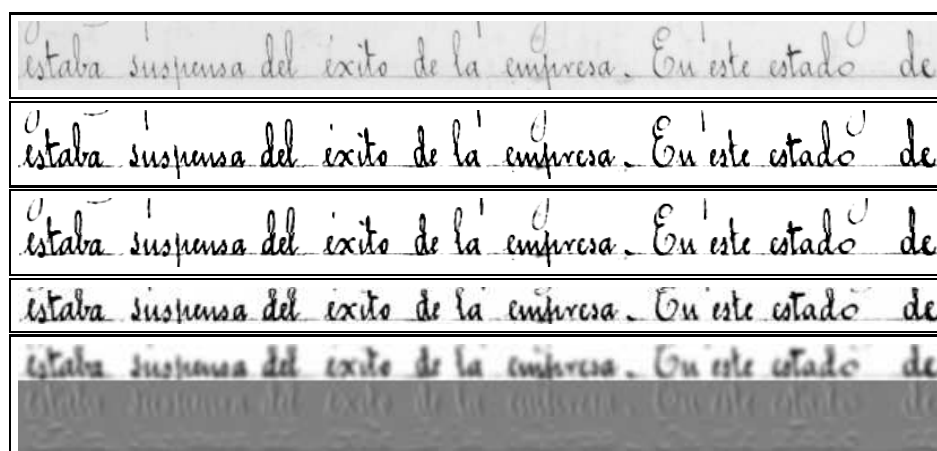 estaba suspensa del éxito de la empresa. En este estado de
estaba suspensa del éxito de la empresa. En este estado de
estaba suspensa del éxito de la empresa. En este estado de
estaba suspensa del exito de la empresa. En este estado de
estaba suspensa del exito de la empresa. En este estado de